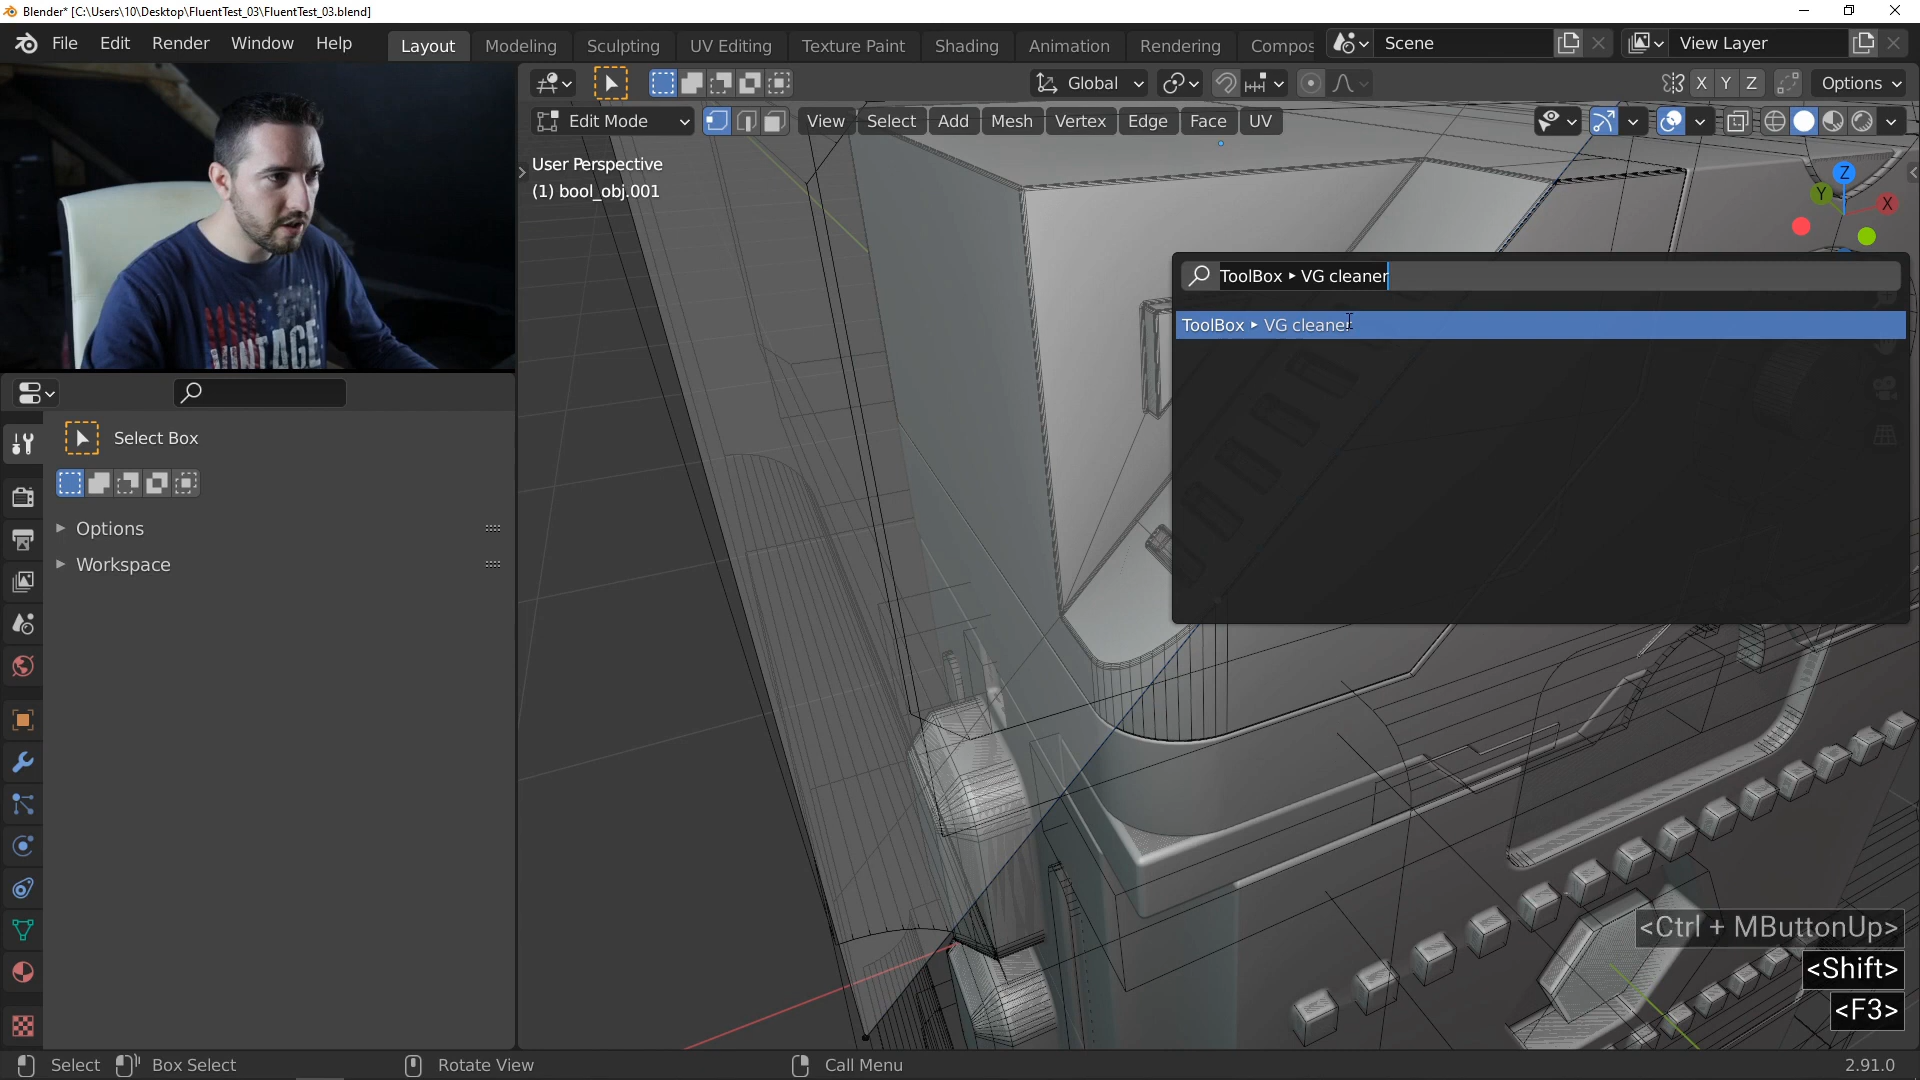 Blender* [C:\Users\10\Desktop\FluentTest_03\FluentTest_03.blend]
File Edit Render Window Help Layout Modeling Sculpting UV Editing Texture Paint Shading Animation Rendering Compos Scene View Layer
Global X Y Z Options
Edit Mode View Select Add Mesh Vertex Edge Face UV
User Perspective
(1) bool_obj.001
Z
Y
X
ToolBox ▸ VG cleaner
ToolBox ▸ VG cleaner
VINTAGE
Select Box
Options
Workspace
<Ctrl + MButtonUp>
<Shift>
<F3>
Select Box Select Rotate View Call Menu 2.91.0